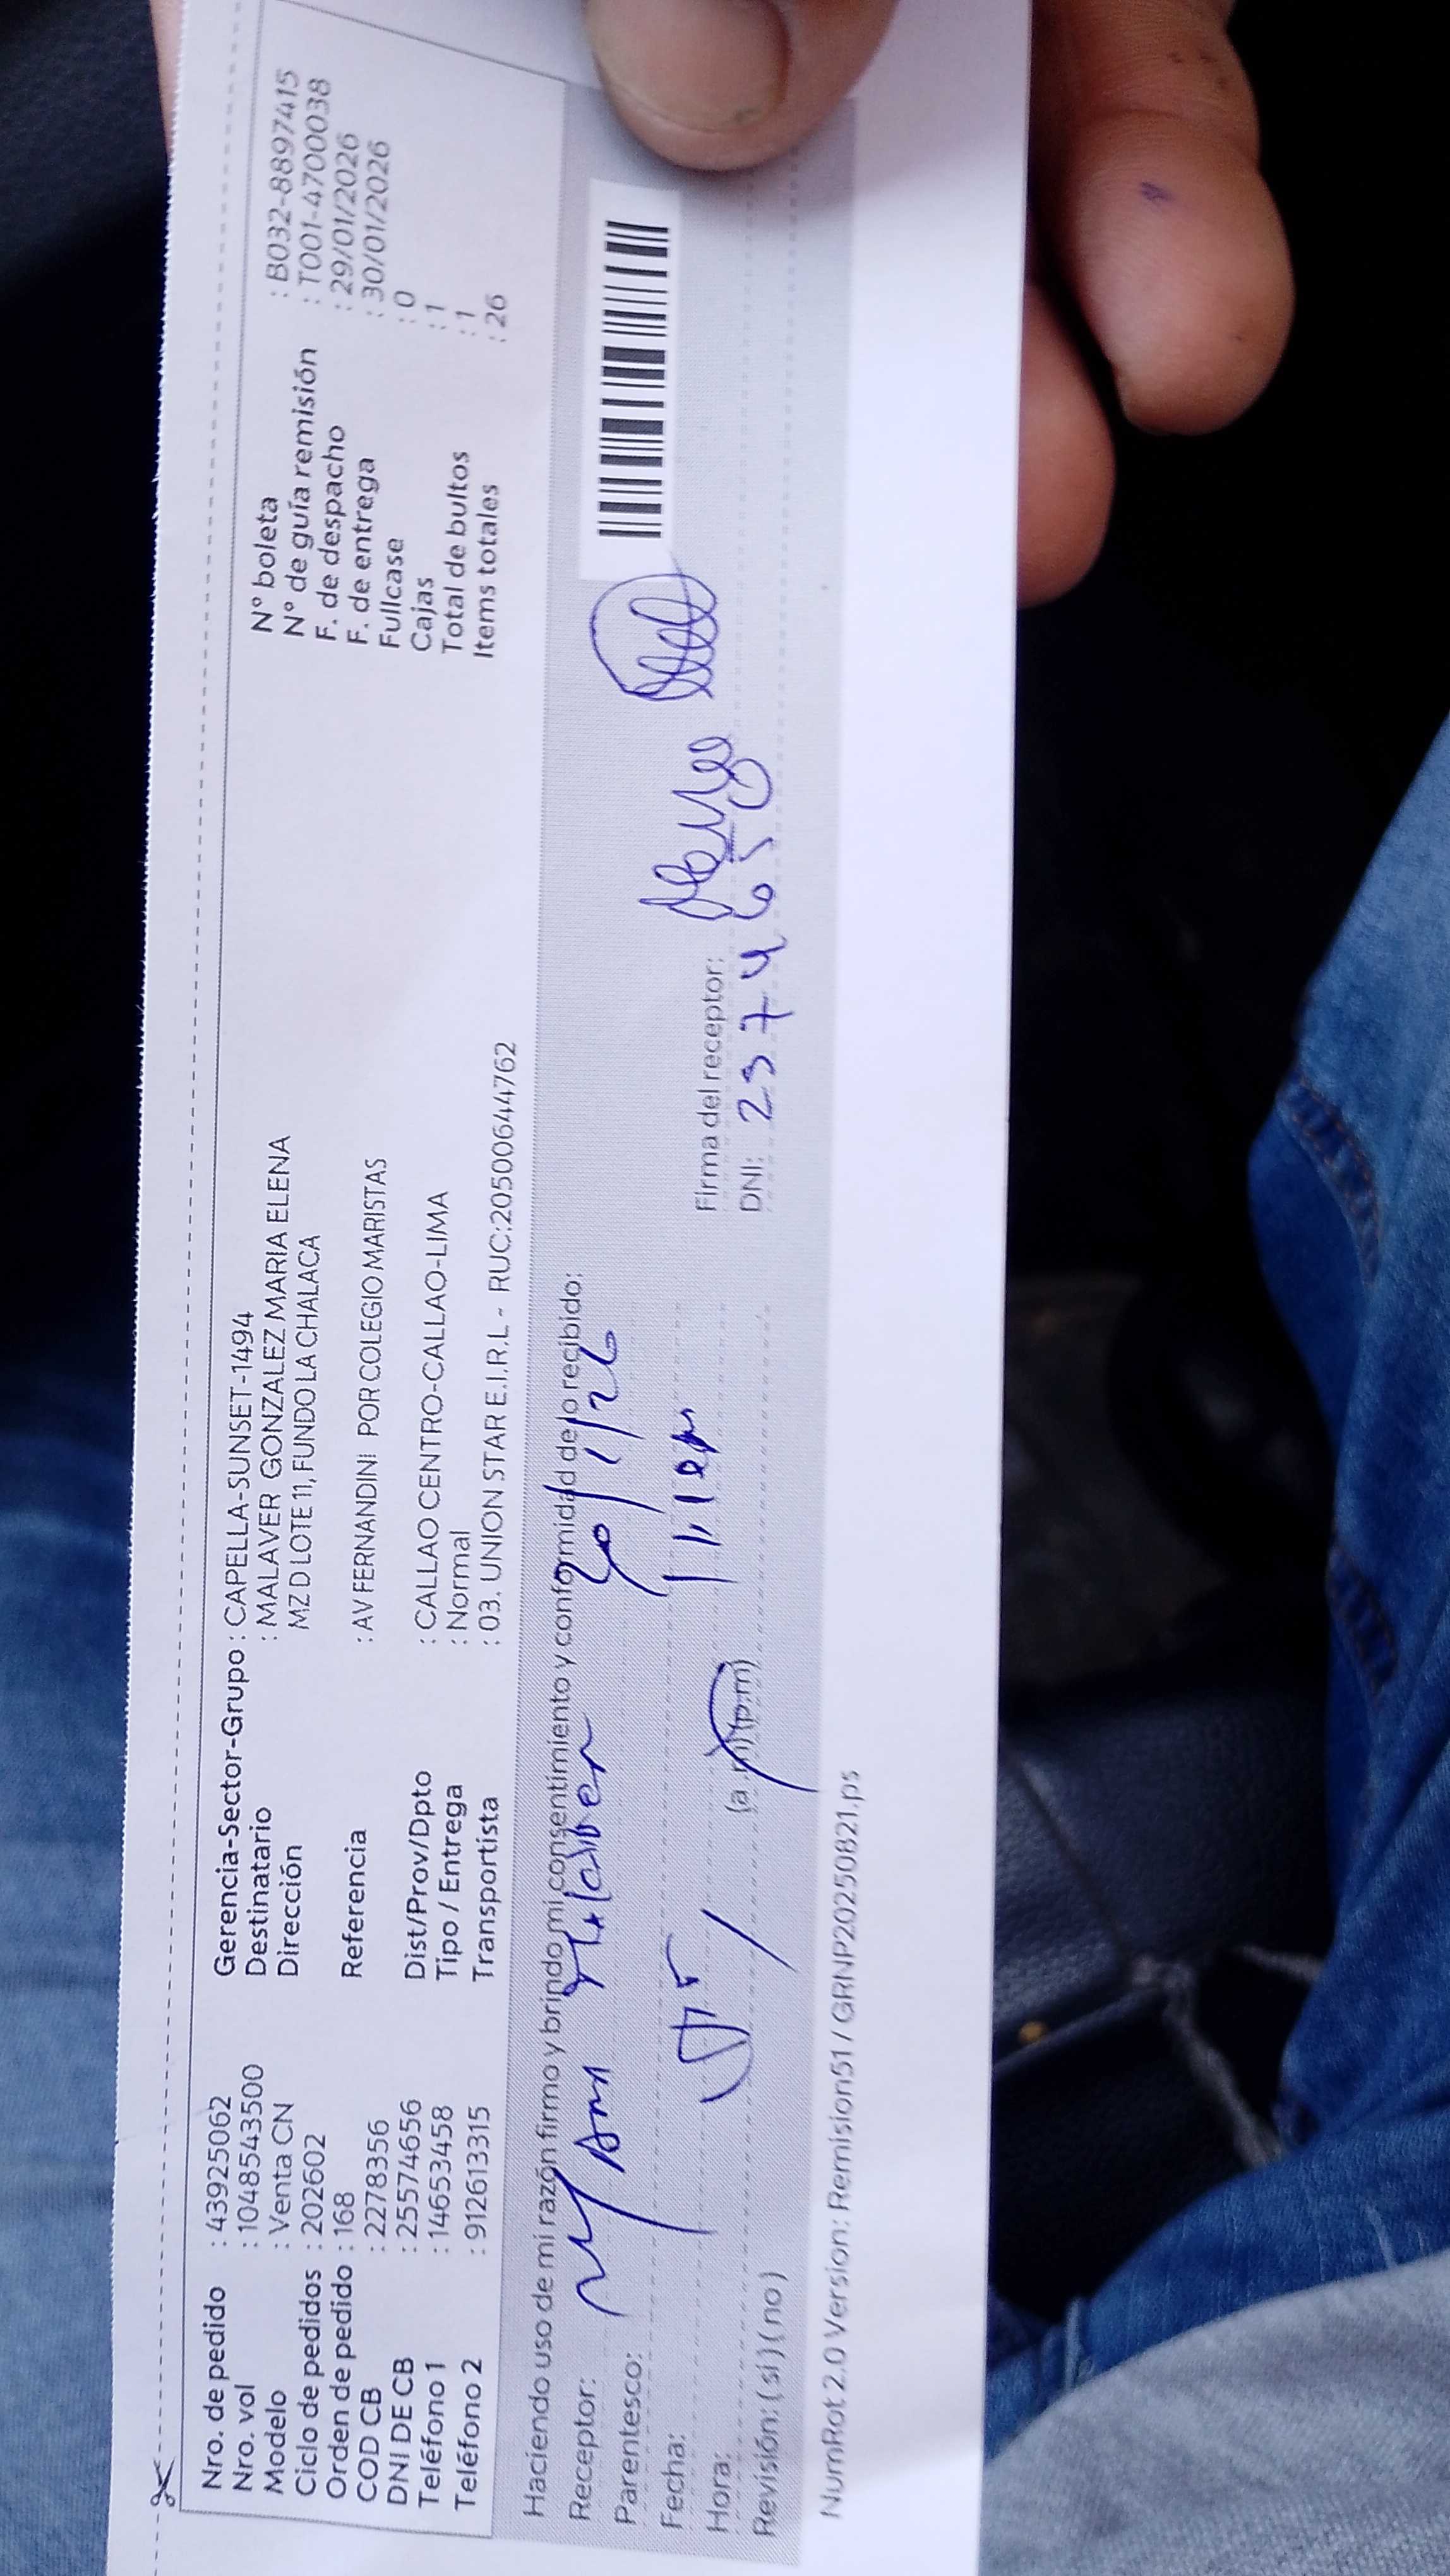 Nro. de pedido : 43925062 Gerencia-Sector-Grupo : CAPELLA-SUNSET-1494 N° boleta : B032-8897415
Nro. vol : 1048543500 Destinatario : MALAVER GONZALEZ MARIA ELENA N° de guía remisión : T001-4700038
Modelo : Venta CN Dirección MZ D LOTE 11, FUNDO LA CHALACA F. de despacho : 29/01/2026
Ciclo de pedidos : 202602 F. de entrega : 30/01/2026
Orden de pedido : 168 Referencia : AV FERNANDINI POR COLEGIO MARISTAS Fullcase : 0
COD CB : 2278356 Cajas : 1
DNI DE CB : 25574656 Dist/Prov/Dpto : CALLAO CENTRO-CALLAO-LIMA Total de bultos : 1
Teléfono 1 : 14653458 Tipo / Entrega : Normal Items totales : 26
Teléfono 2 : 912613315 Transportista : 03. UNION STAR E.I.R.L - RUC:20500644762
Haciendo uso de mi razón firmo y brindo mi consentimiento y conformidad de lo recibido:
Receptor:
Parentesco:
Fecha: Firma del receptor:
Hora: (a.m)(p.m) DNI:
Revisión: (si) (no)
NumRot 2.0 Version: Remision51 / GRNP20250821.ps